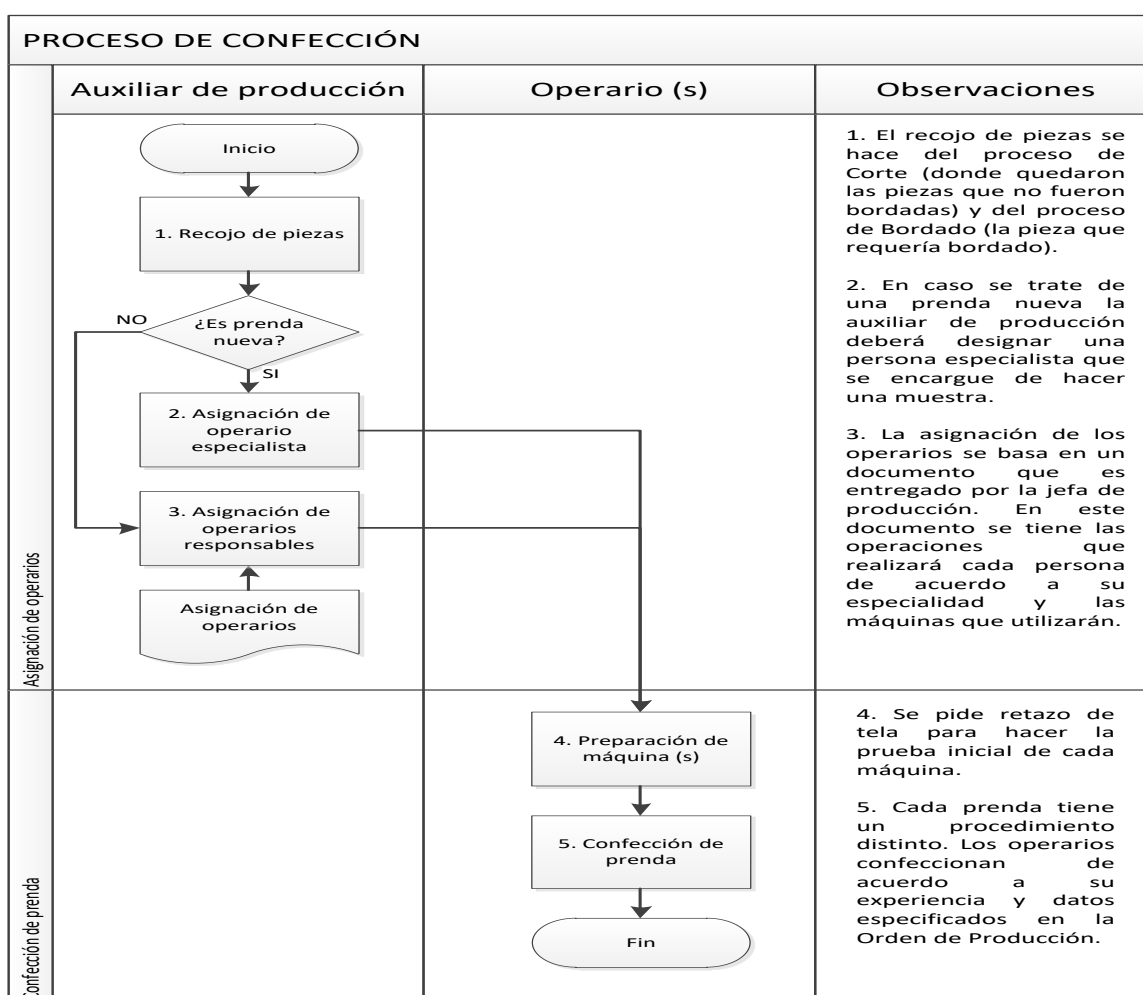 PROCESO DE CONFECCIÓN
Auxiliar de producción
Operario (s)
Observaciones
Asignación de operarios
Inicio
1. Recojo de piezas
¿Es prenda
nueva?
NO
SI
2. Asignación de
operario
especialista
3. Asignación de
operarios
responsables
Asignación de
operarios
1. El recojo de piezas se
hace del proceso de
Corte (donde quedaron
las piezas que no fueron
bordadas) y del proceso
de Bordado (la pieza que
requería bordado).
2. En caso se trate de
una prenda nueva la
auxiliar de producción
deberá designar una
persona especialista que
se encargue de hacer
una muestra.
3. La asignación de los
operarios se basa en un
documento que es
entregado por la jefa de
producción. En este
documento se tiene las
operaciones que
realizará cada persona
de acuerdo a su
especialidad y las
máquinas que utilizarán.
Confección de prenda
4. Preparación de
máquina (s)
5. Confección de
prenda
Fin
4. Se pide retazo de
tela para hacer la
prueba inicial de cada
máquina.
5. Cada prenda tiene
un procedimiento
distinto. Los operarios
confeccionan de
acuerdo a su
experiencia y datos
especificados en la
Orden de Producción.